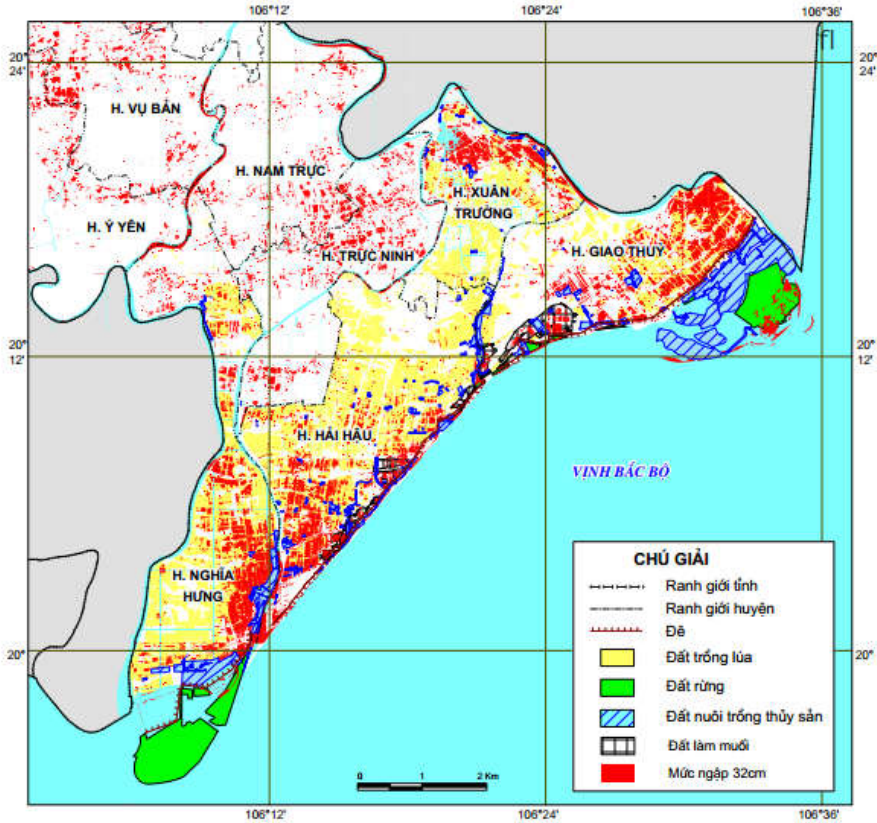 106°12'
106°24'
106°36'
20°
24'
20°
24'
H. VỤ BẢN
H. NAM TRỰC
H. XUÂN
TRƯỜNG
H. Ý YÊN
H. TRỰC NINH
H. GIAO THUỶ
20°
12'
20°
12'
H. HẢI HẬU
VỊNH BẮC BỘ
H. NGHĨA
HƯNG
CHÚ GIẢI
Ranh giới tỉnh
Ranh giới huyện
Đê
Đất trồng lúa
Đất rừng
Đất nuôi trồng thủy sản
Đất làm muối
Mức ngập 32cm
20°
20°
0 1 2 Km
106°12'
106°24'
106°36'